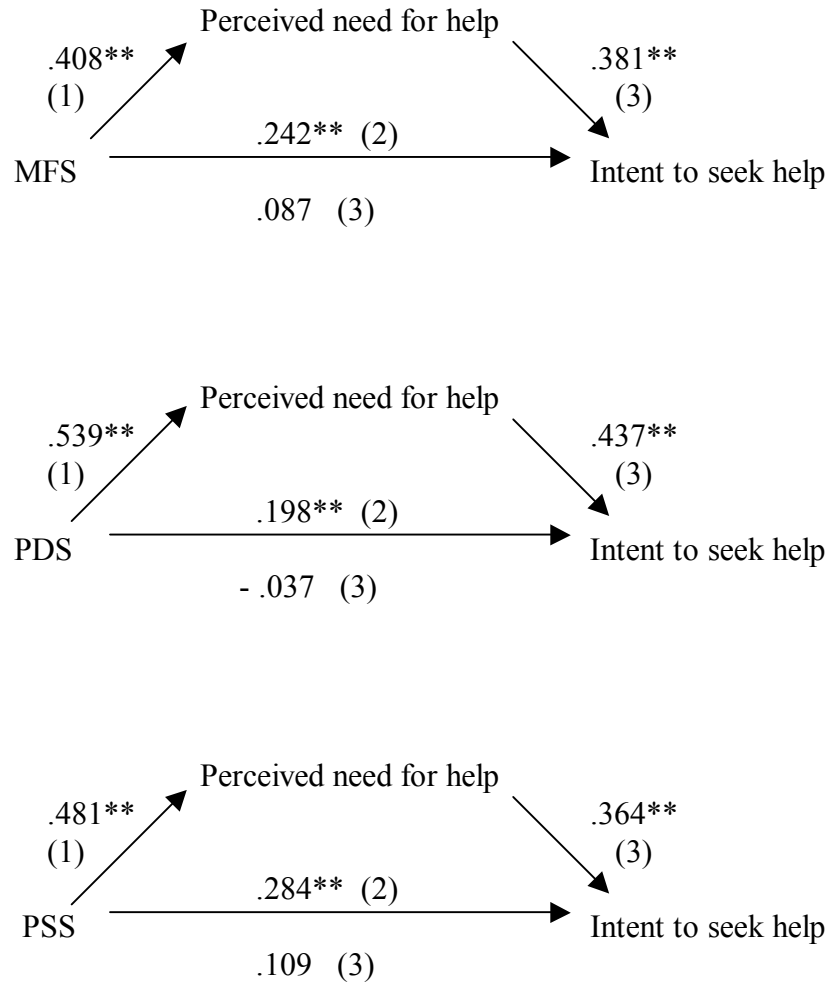 Perceived need for help
.408** .381**
(1) (3)
.242** (2)
MFS Intent to seek help
.087 (3)
Perceived need for help
.539** .437**
(1) (3)
.198** (2)
PDS Intent to seek help
- .037 (3)
Perceived need for help
.481** .364**
(1) (3)
.284** (2)
PSS Intent to seek help
.109 (3)